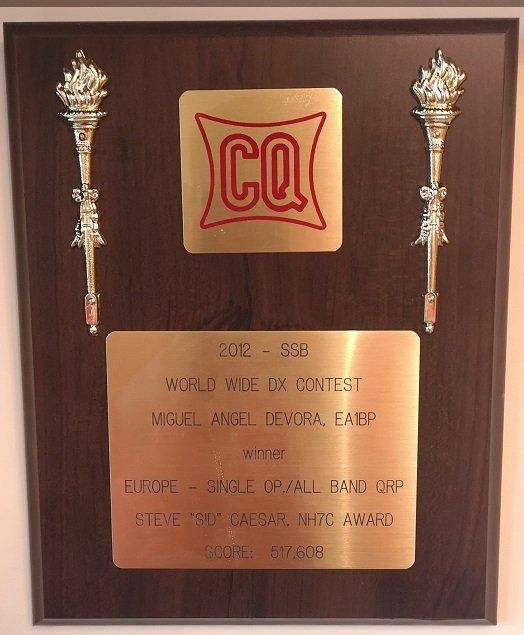 CQ
2012 - SSB
WORLD WIDE DX CONTEST
MIGUEL ANGEL DEVORA, EA1BP
winner
EUROPE - SINGLE OP./ALL BAND QRP
STEVE "SID" CAESAR, NH7C AWARD
SCORE: 517,608